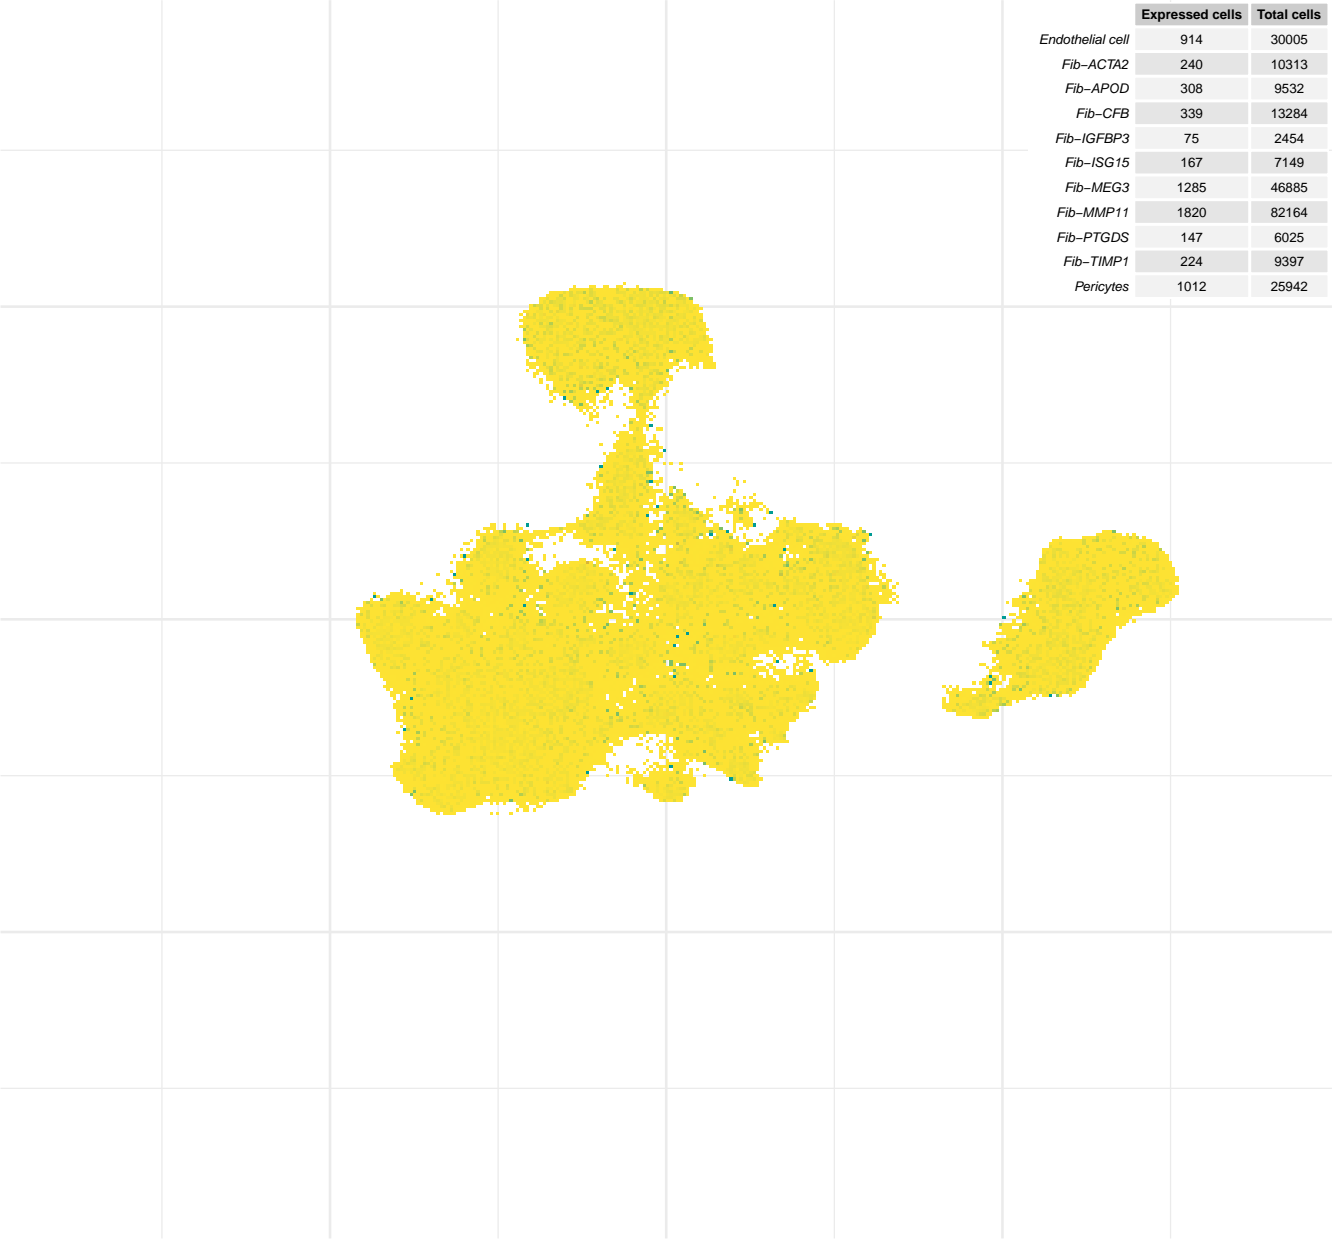 Expressed cells Total cells
Endothelial cell 914 30005
Fib−ACTA2 240 10313
Fib−APOD 308 9532
Fib−CFB 339 13284
Fib−IGFBP3 75 2454
Fib−ISG15 167 7149
Fib−MEG3 1285 46885
Fib−MMP11 1820 82164
Fib−PTGDS 147 6025
Fib−TIMP1 224 9397
Pericytes 1012 25942